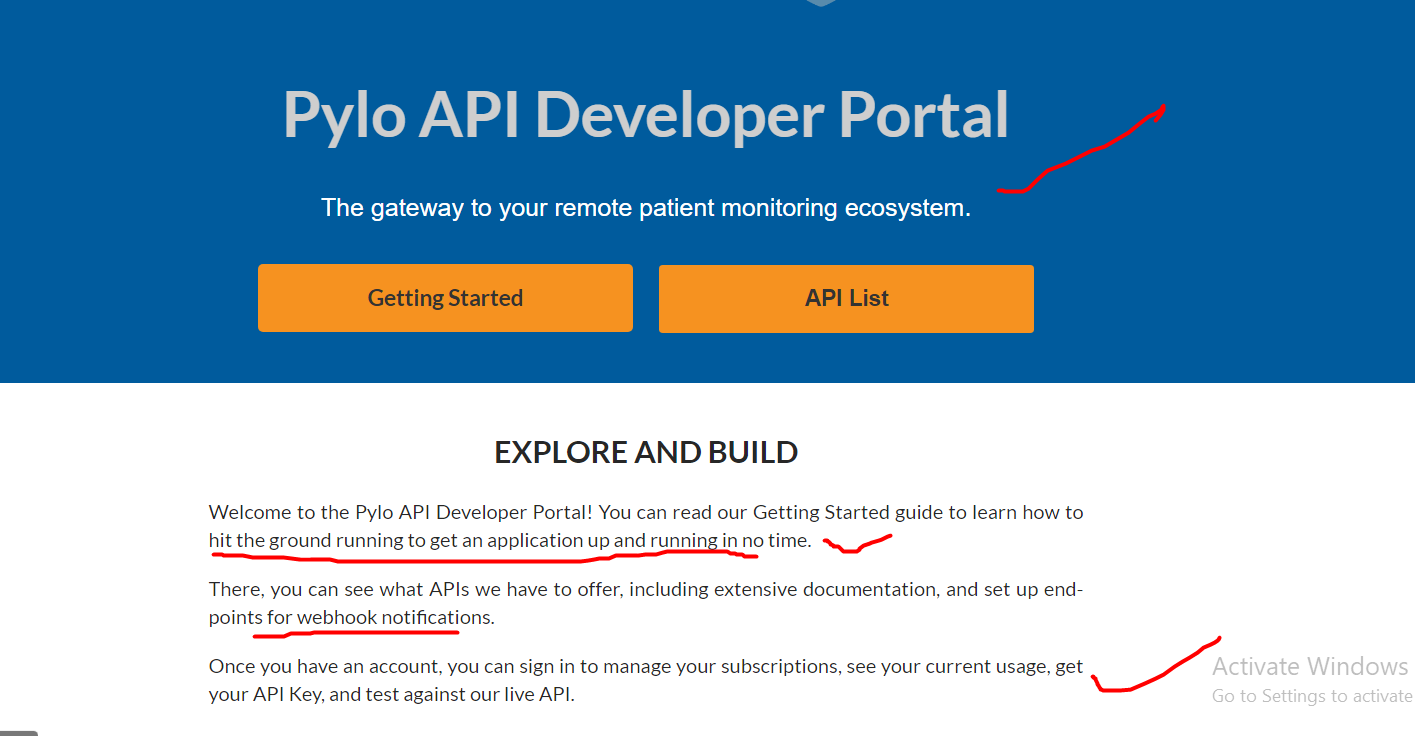 Pylo API Developer Portal
The gateway to your remote patient monitoring ecosystem.
Getting Started
API List
EXPLORE AND BUILD
Welcome to the Pylo API Developer Portal! You can read our Getting Started guide to learn how to
hit the ground running to get an application up and running in no time.
There, you can see what APIs we have to offer, including extensive documentation, and set up end-
points for webhook notifications.
Once you have an account, you can sign in to manage your subscriptions, see your current usage, get
your API Key, and test against our live API.
Activate Windows
Go to Settings to activate